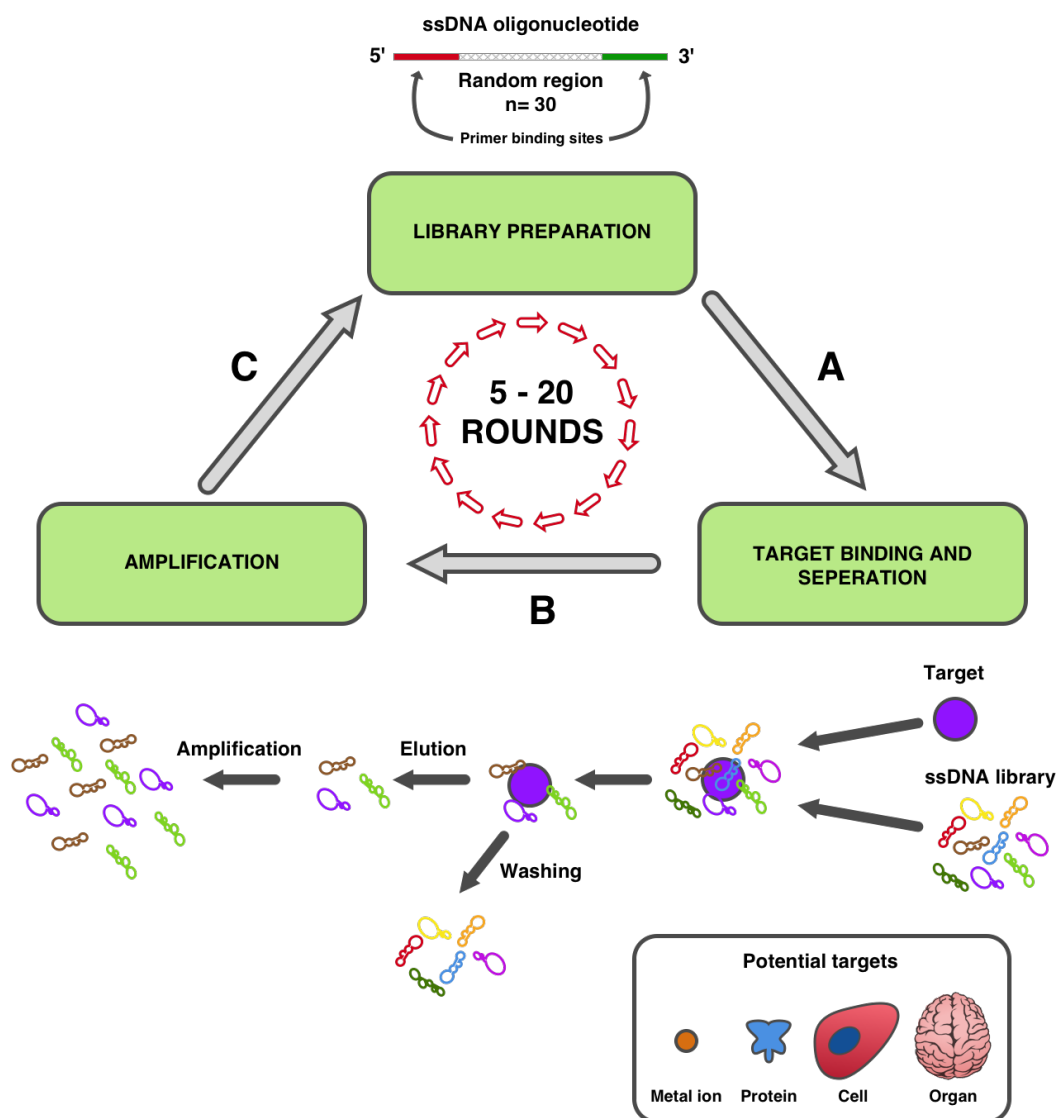 ssDNA oligonucleotide
5'
3'
Random region
n= 30
Primer binding sites
LIBRARY PREPARATION
C
A
5 - 20
ROUNDS
AMPLIFICATION
TARGET BINDING AND
SEPERATION
B
Target
Amplification
Elution
ssDNA library
Washing
Potential targets
Metal ion
Protein
Cell
Organ